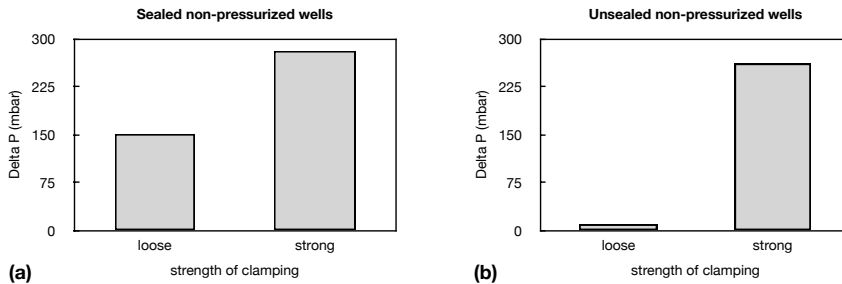 Sealed non-pressurized wells
300
225
150
75
0
Delta P (mbar)
loose strong
strength of clamping
(a)
Unsealed non-pressurized wells
300
225
150
75
0
Delta P (mbar)
loose strong
strength of clamping
(b)